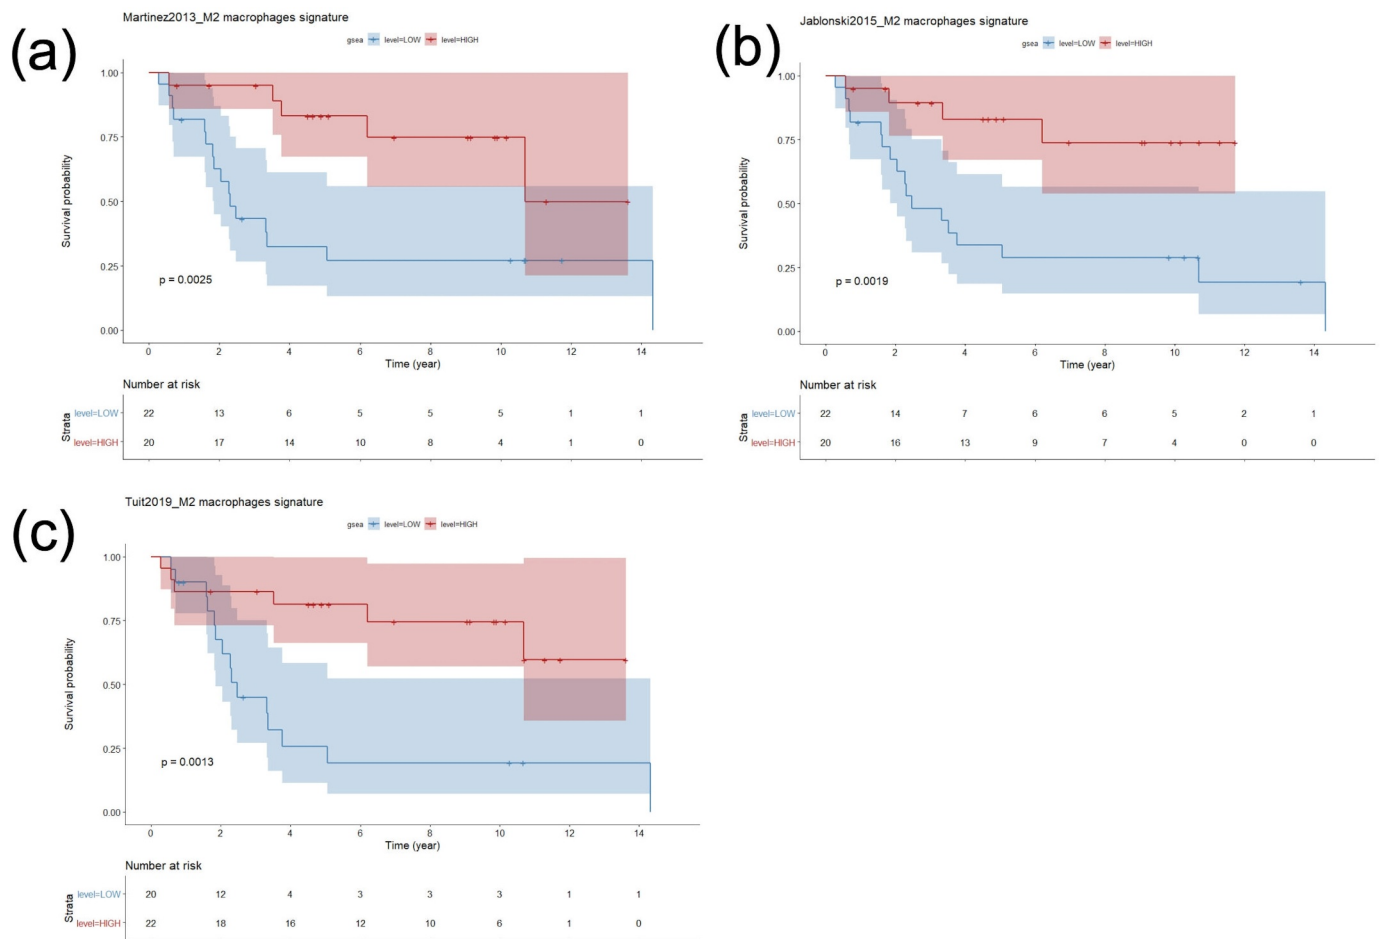 (a)
Martinez2013_M2 macrophages signature
gsea level=LOW level=HIGH
1.00
0.75
0.50
0.25
0.00
Survival probability
p = 0.0025
0 2 4 6 8 10 12 14
Time (year)
Number at risk
Strata
level=LOW 22 13 6 5 5 5 1 1
level=HIGH 20 17 14 10 8 4 1 0
(b)
Jablonski2015_M2 macrophages signature
gsea level=LOW level=HIGH
1.00
0.75
0.50
0.25
0.00
Survival probability
p = 0.0019
0 2 4 6 8 10 12 14
Time (year)
Number at risk
Strata
level=LOW 22 14 7 6 6 5 2 1
level=HIGH 20 16 13 9 7 4 0 0
(c)
Tuit2019_M2 macrophages signature
gsea level=LOW level=HIGH
1.00
0.75
0.50
0.25
0.00
Survival probability
p = 0.0013
0 2 4 6 8 10 12 14
Time (year)
Number at risk
Strata
level=LOW 20 12 4 3 3 3 1 1
level=HIGH 22 18 16 12 10 6 1 0